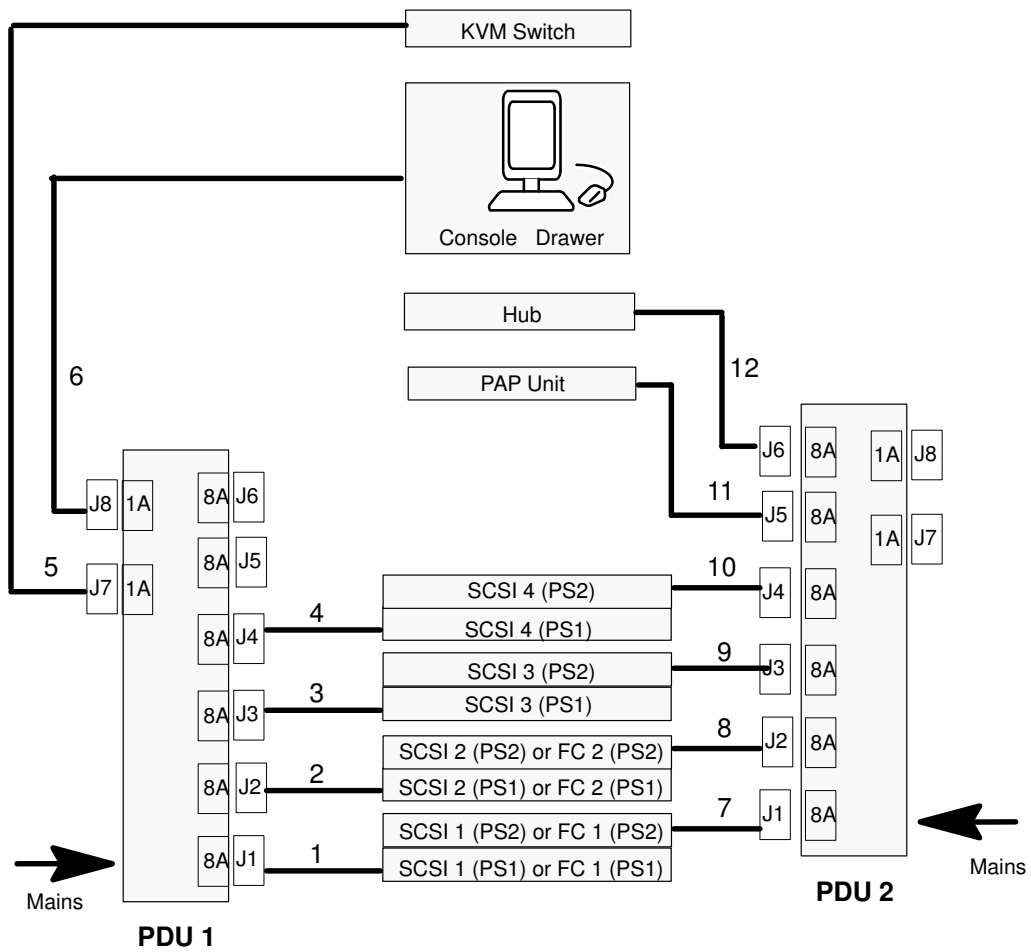 KVM Switch
Console Drawer
Hub
PAP Unit
6
12
J6 8A 1A J8
J8 1A 8A J6
11
J5 8A
1A J7
5
J7 1A 8A J5
10
SCSI 4 (PS2)
J4 8A
4
8A J4
SCSI 4 (PS1)
9
SCSI 3 (PS2)
J3 8A
3
8A J3
SCSI 3 (PS1)
8
SCSI 2 (PS2) or FC 2 (PS2)
J2 8A
2
8A J2
SCSI 2 (PS1) or FC 2 (PS1)
7
SCSI 1 (PS2) or FC 1 (PS2)
J1 8A
1
8A J1
SCSI 1 (PS1) or FC 1 (PS1)
Mains
Mains
PDU 2
PDU 1